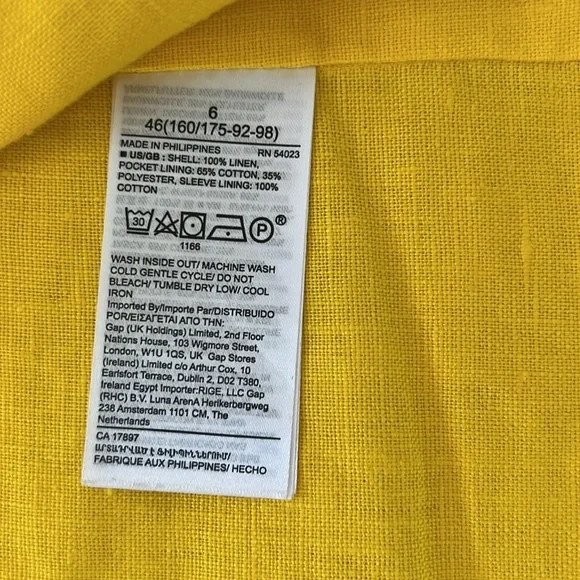 6
46(160/175-92-98)
MADE IN PHILIPPINES RN 54023
■ US/GB : SHELL: 100% LINEN,
POCKET LINING: 65% COTTON, 35%
POLYESTER, SLEEVE LINING: 100%
COTTON
30 P ®
1166
WASH INSIDE OUT/ MACHINE WASH
COLD GENTLE CYCLE/ DO NOT
BLEACH/ TUMBLE DRY LOW/ COOL
IRON
Imported By/Importe Par/DISTRIBUIDO
POR/ΕΙΣΑΓΕΤΑΙ ΑΠΟ ΤΗΝ:
Gap (UK Holdings) Limited, 2nd Floor
Nations House, 103 Wigmore Street,
London, W1U 1QS, UK Gap Stores
(Ireland) Limited c/o Arthur Cox, 10
Earlsfort Terrace, Dublin 2, D02 T380,
Ireland Egypt Importer:RIGE, LLC Gap
(RHC) B.V. Luna ArenA Herikerbergweg
238 Amsterdam 1101 CM, The
Netherlands
CA 17897
ԱՐՏԱԴՐՎԱԾ Է ՖԻԼԻՊԻՆՆԵՐՈՒՄ/
FABRIQUE AUX PHILIPPINES/ HECHO